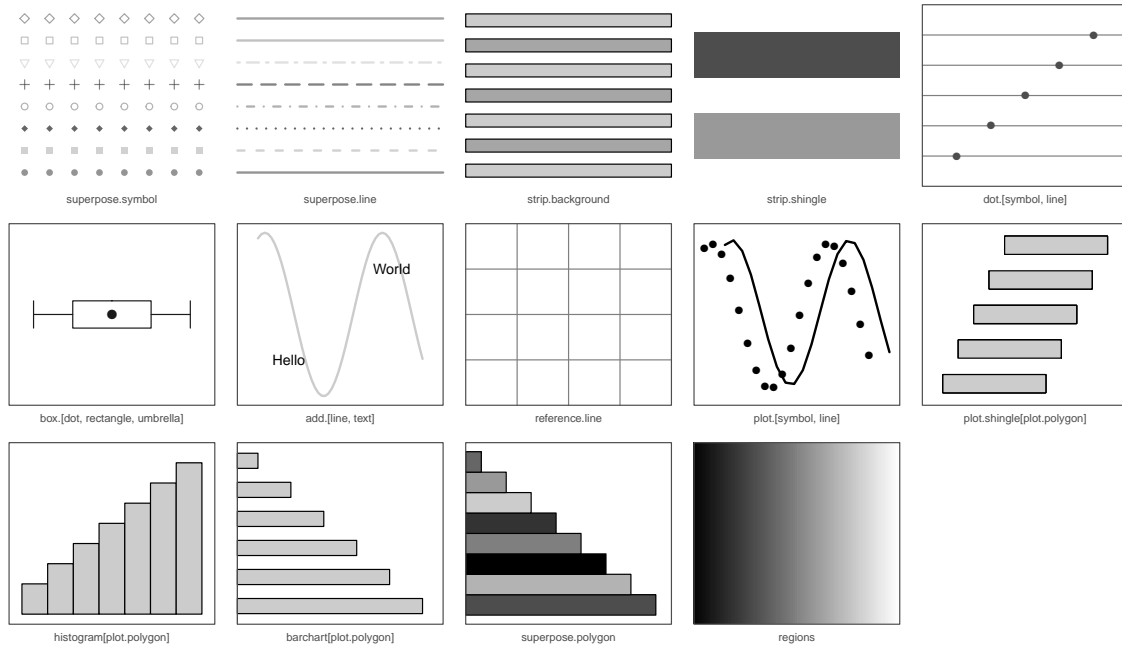 superpose.symbol
superpose.line
strip.background
strip.shingle
dot.[symbol, line]
World
Hello
box.[dot, rectangle, umbrella]
add.[line, text]
reference.line
plot.[symbol, line]
plot.shingle[plot.polygon]
histogram[plot.polygon]
barchart[plot.polygon]
superpose.polygon
regions